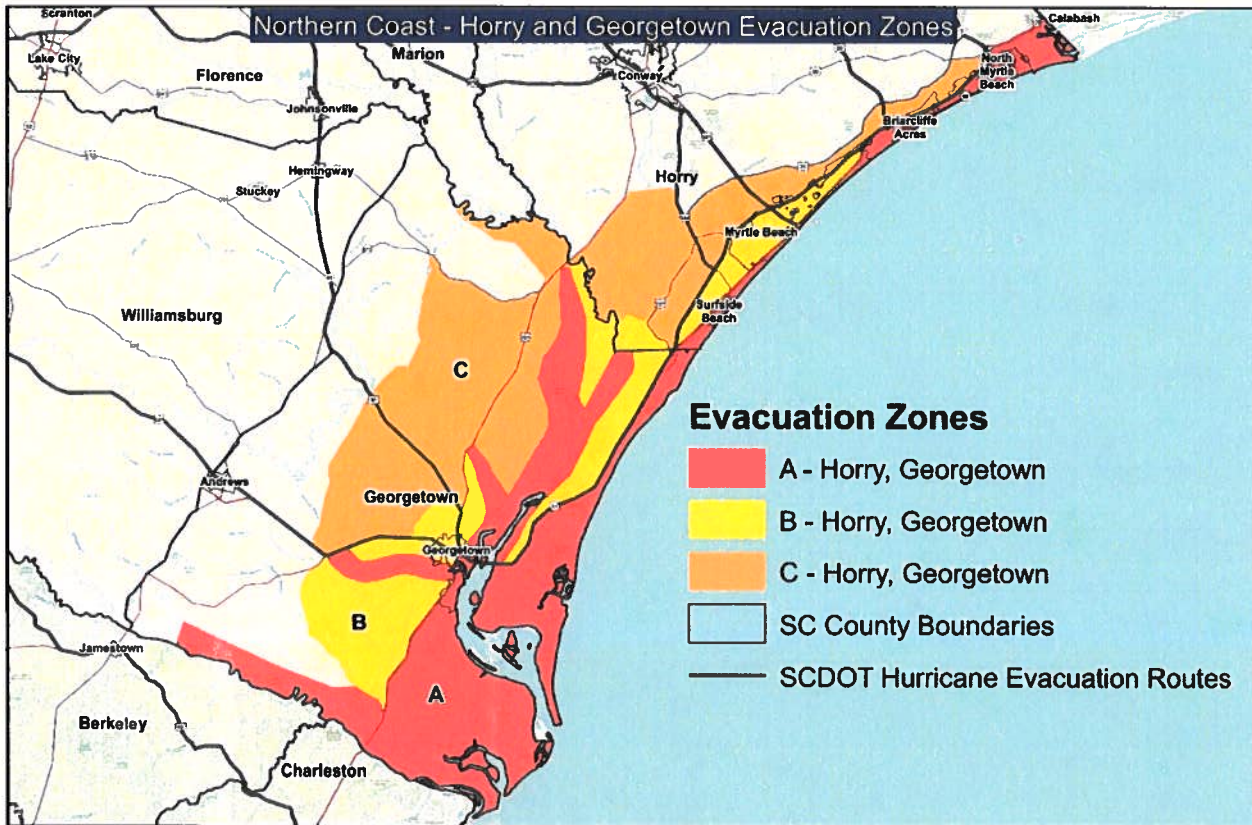 Northern Coast - Horry and Georgetown Evacuation Zones
Scranton
Lake City
Florence
Marion
Conway
Calabash
North
Myrtle
Beach
Johnsonville
Briarcliffe
Acres
Hemingway
Stuckey
Horry
Myrtle Beach
Surfside
Beach
Williamsburg
C
Andrews
Georgetown
Georgetown
B
Jamestown
A
Berkeley
Charleston
Evacuation Zones
A - Horry, Georgetown
B - Horry, Georgetown
C - Horry, Georgetown
SC County Boundaries
SCDOT Hurricane Evacuation Routes